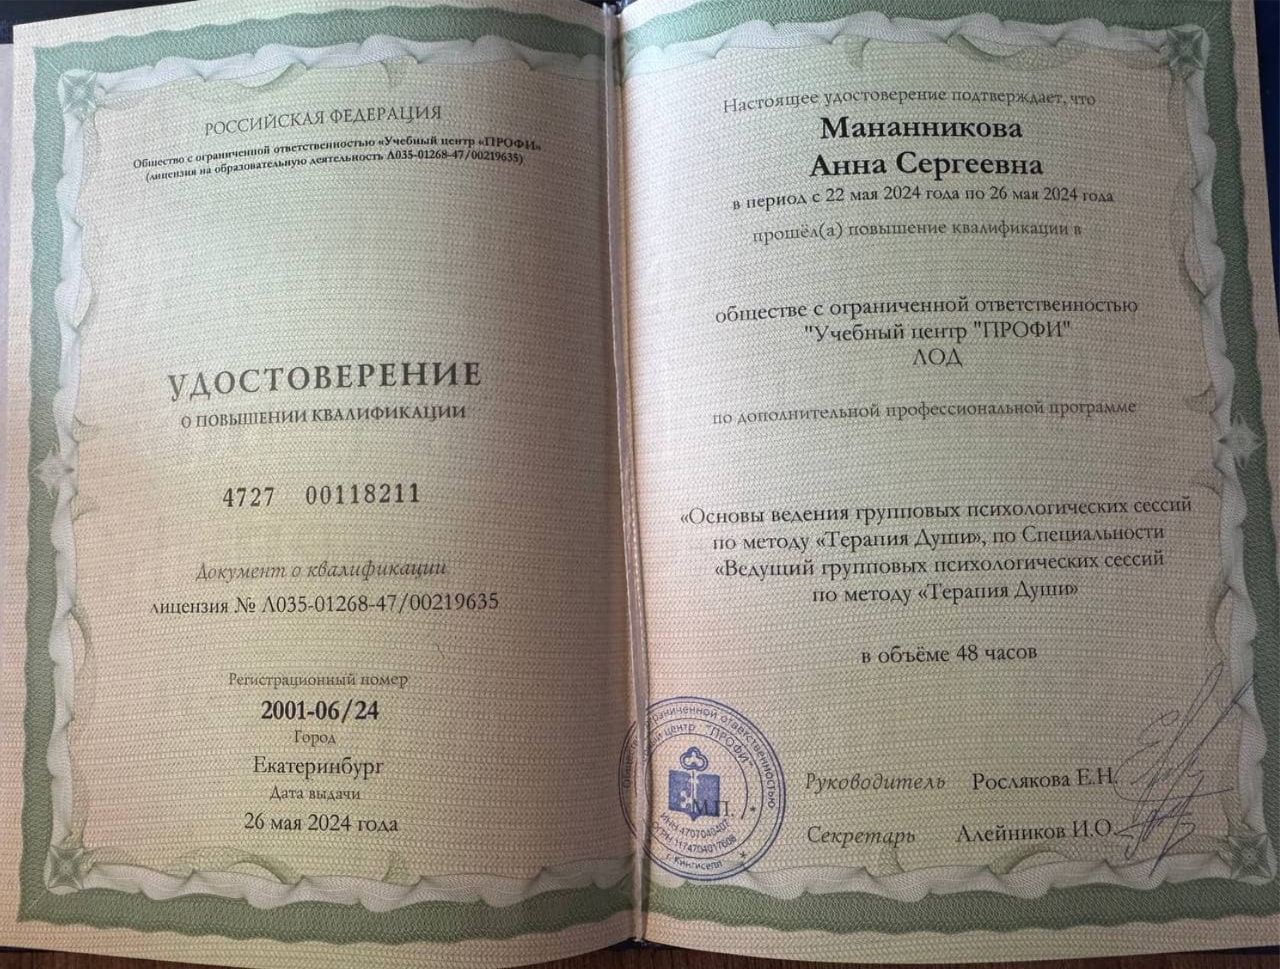 РОССИЙСКАЯ ФЕДЕРАЦИЯ
Общество с ограниченной ответственностью «Учебный центр «ПРОФИ»
(лицензия на образовательную деятельность Л035-01268-47/00219635)
УДОСТОВЕРЕНИЕ
О ПОВЫШЕНИИ КВАЛИФИКАЦИИ
4727 00118211
Документ о квалификации
лицензия № Л035-01268-47/00219635
Регистрационный номер
2001-06/24
Город
Екатеринбург
Дата выдачи
26 мая 2024 года
Настоящее удостоверение подтверждает, что
Мананникова
Анна Сергеевна
в период с 22 мая 2024 года по 26 мая 2024 года
прошёл(а) повышение квалификации в
обществе с ограниченной ответственностью
"Учебный центр "ПРОФИ"
ЛОД
по дополнительной профессиональной программе
«Основы ведения групповых психологических сессий
по методу «Терапия Души», по Специальности
«Ведущий групповых психологических сессий
по методу «Терапия Души»
в объёме 48 часов
Руководитель Рослякова Е.Н.
Секретарь Алейников И.О.
М.П.
ограниченной ответственностью
центр "ПРОФИ"
г. Кингисепп